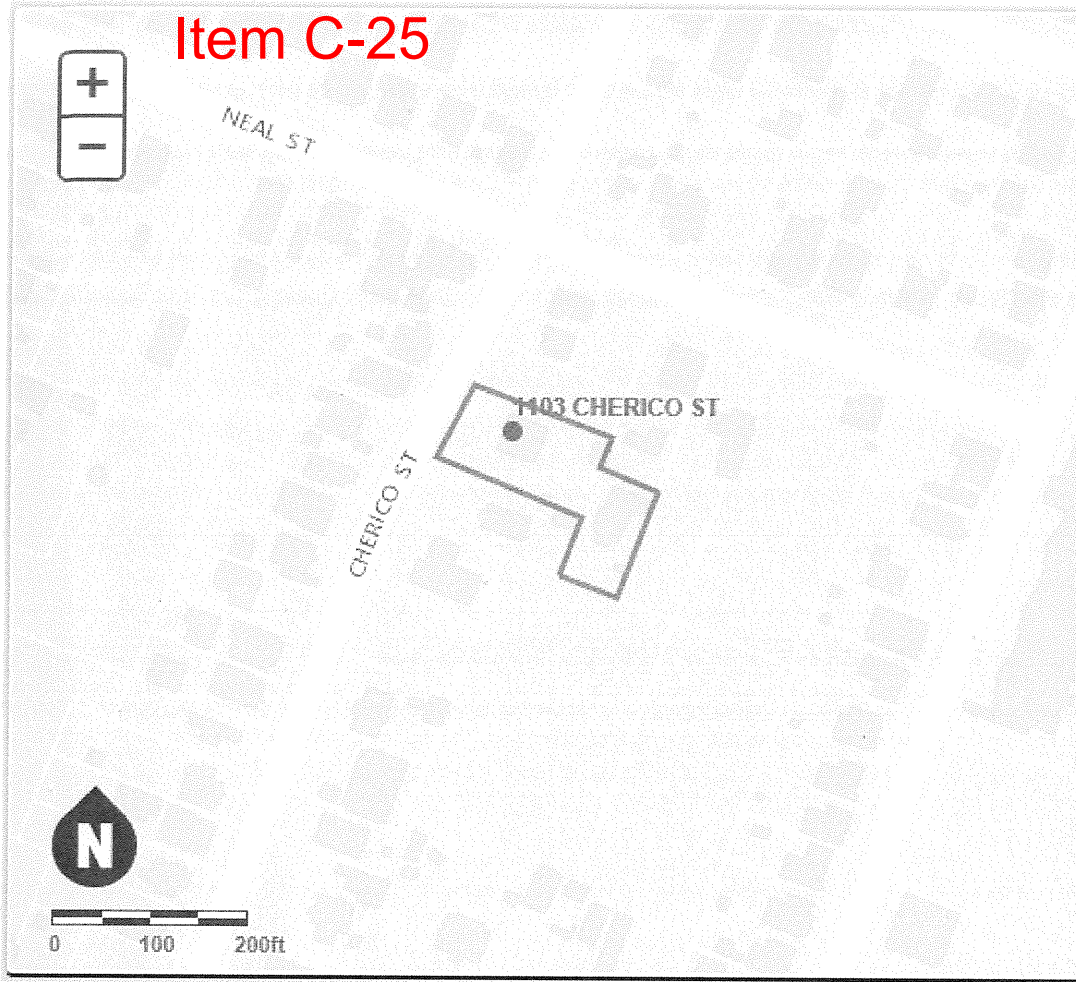 Item C-25
+
NEAL ST
−
1103 CHERICO ST
CHERICO ST
N
0 100 200ft